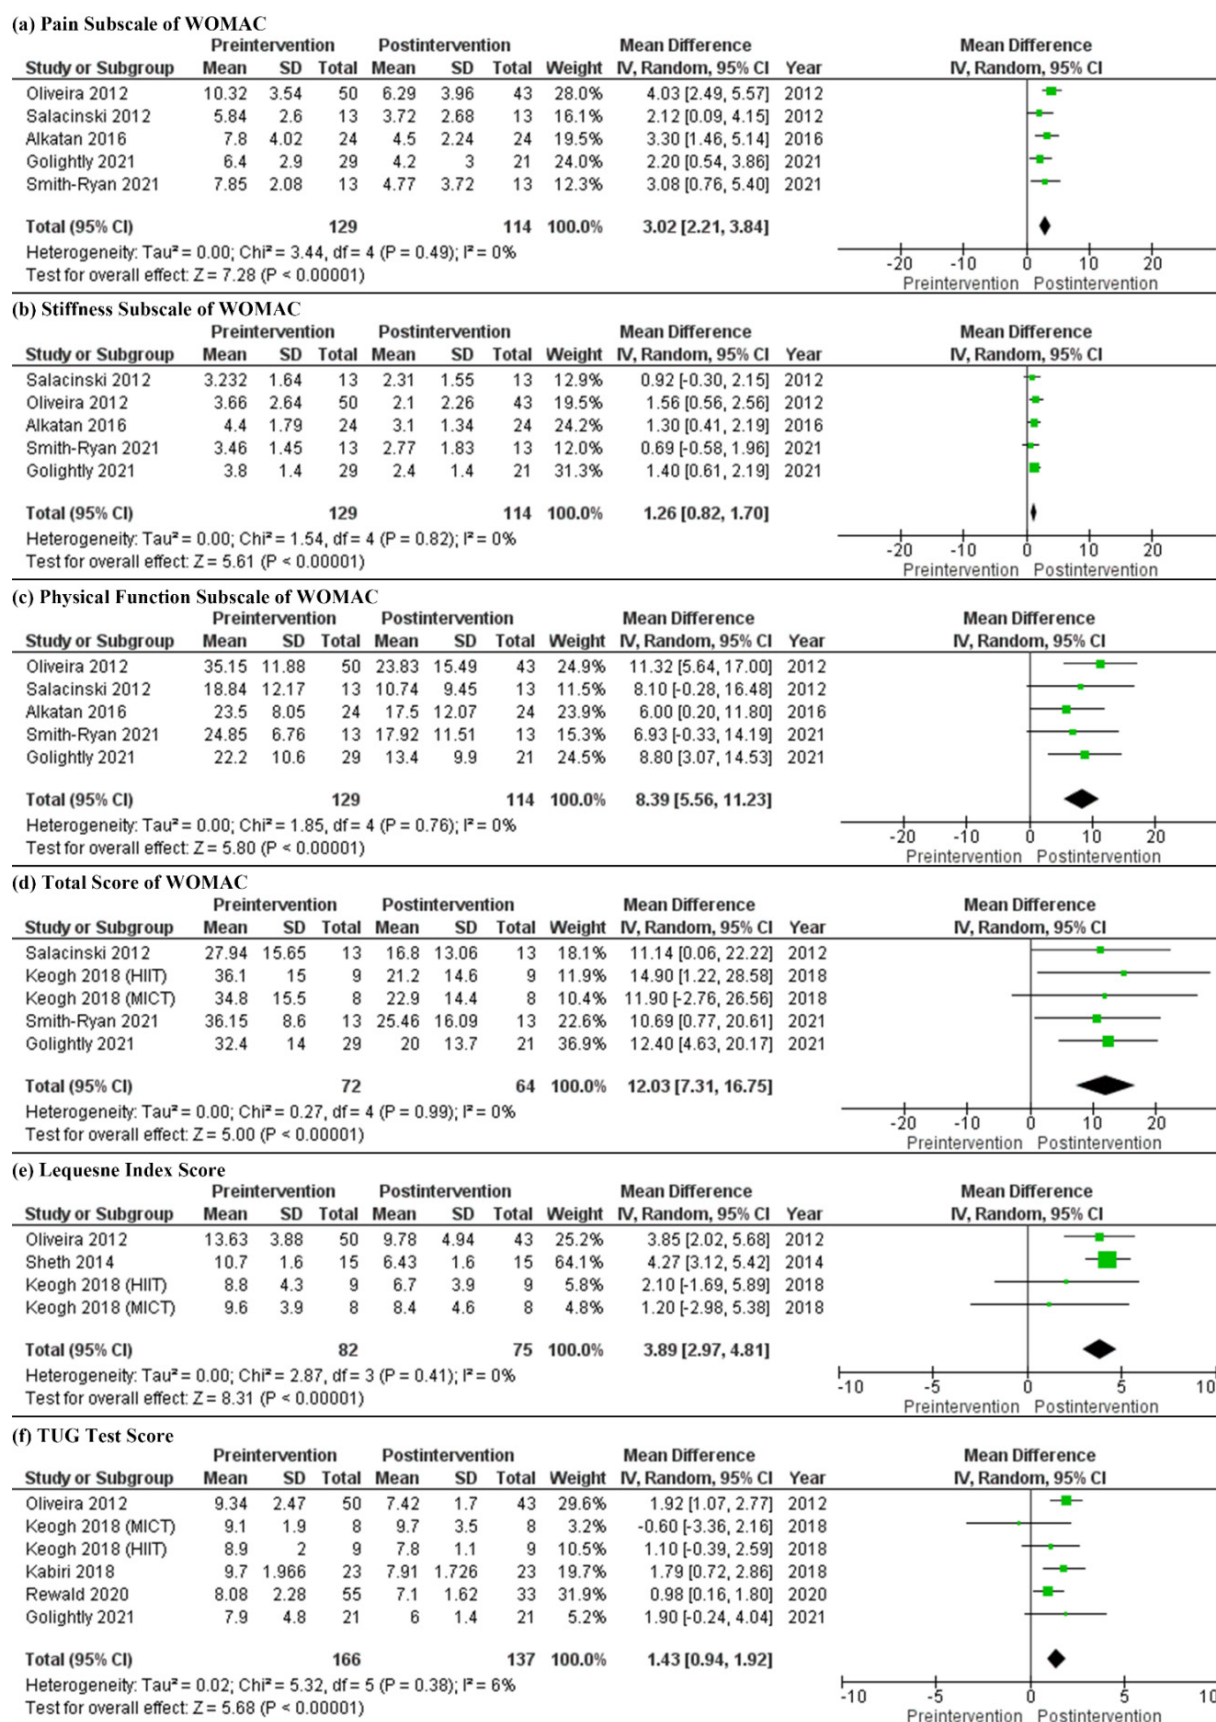 (a) Pain Subscale of WOMAC
Preintervention Postintervention Mean Difference Mean Difference
Study or Subgroup Mean SD Total Mean SD Total Weight IV, Random, 95% CI Year IV, Random, 95% CI
Oliveira 2012 10.32 3.54 50 6.29 3.96 43 28.0% 4.03 [2.49, 5.57] 2012
Salacinski 2012 5.84 2.6 13 3.72 2.68 13 16.1% 2.12 [0.09, 4.15] 2012
Alkatan 2016 7.8 4.02 24 4.5 2.24 24 19.5% 3.30 [1.46, 5.14] 2016
Golightly 2021 6.4 2.9 29 4.2 3 21 24.0% 2.20 [0.54, 3.86] 2021
Smith-Ryan 2021 7.85 2.08 13 4.77 3.72 13 12.3% 3.08 [0.76, 5.40] 2021
Total (95% CI) 129 114 100.0% 3.02 [2.21, 3.84]
Heterogeneity: Tau² = 0.00; Chi² = 3.44, df = 4 (P = 0.49); I² = 0%
Test for overall effect: Z = 7.28 (P < 0.00001)
-20 -10 0 10 20
Preintervention Postintervention
(b) Stiffness Subscale of WOMAC
Preintervention Postintervention Mean Difference Mean Difference
Study or Subgroup Mean SD Total Mean SD Total Weight IV, Random, 95% CI Year IV, Random, 95% CI
Salacinski 2012 3.232 1.64 13 2.31 1.55 13 12.9% 0.92 [-0.30, 2.15] 2012
Oliveira 2012 3.66 2.64 50 2.1 2.26 43 19.5% 1.56 [0.56, 2.56] 2012
Alkatan 2016 4.4 1.79 24 3.1 1.34 24 24.2% 1.30 [0.41, 2.19] 2016
Smith-Ryan 2021 3.46 1.45 13 2.77 1.83 13 12.0% 0.69 [-0.58, 1.96] 2021
Golightly 2021 3.8 1.4 29 2.4 1.4 21 31.3% 1.40 [0.61, 2.19] 2021
Total (95% CI) 129 114 100.0% 1.26 [0.82, 1.70]
Heterogeneity: Tau² = 0.00; Chi² = 1.54, df = 4 (P = 0.82); I² = 0%
Test for overall effect: Z = 5.61 (P < 0.00001)
-20 -10 0 10 20
Preintervention Postintervention
(c) Physical Function Subscale of WOMAC
Preintervention Postintervention Mean Difference Mean Difference
Study or Subgroup Mean SD Total Mean SD Total Weight IV, Random, 95% CI Year IV, Random, 95% CI
Oliveira 2012 35.15 11.88 50 23.83 15.49 43 24.9% 11.32 [5.64, 17.00] 2012
Salacinski 2012 18.84 12.17 13 10.74 9.45 13 11.5% 8.10 [-0.28, 16.48] 2012
Alkatan 2016 23.5 8.05 24 17.5 12.07 24 23.9% 6.00 [0.20, 11.80] 2016
Smith-Ryan 2021 24.85 6.76 13 17.92 11.51 13 15.3% 6.93 [-0.33, 14.19] 2021
Golightly 2021 22.2 10.6 29 13.4 9.9 21 24.5% 8.80 [3.07, 14.53] 2021
Total (95% CI) 129 114 100.0% 8.39 [5.56, 11.23]
Heterogeneity: Tau² = 0.00; Chi² = 1.85, df = 4 (P = 0.76); I² = 0%
Test for overall effect: Z = 5.80 (P < 0.00001)
-20 -10 0 10 20
Preintervention Postintervention
(d) Total Score of WOMAC
Preintervention Postintervention Mean Difference Mean Difference
Study or Subgroup Mean SD Total Mean SD Total Weight IV, Random, 95% CI Year IV, Random, 95% CI
Salacinski 2012 27.94 15.65 13 16.8 13.06 13 18.1% 11.14 [0.06, 22.22] 2012
Keogh 2018 (HIIT) 36.1 15 9 21.2 14.6 9 11.9% 14.90 [1.22, 28.58] 2018
Keogh 2018 (MICT) 34.8 15.5 8 22.9 14.4 8 10.4% 11.90 [-2.76, 26.56] 2018
Smith-Ryan 2021 36.15 8.6 13 25.46 16.09 13 22.6% 10.69 [0.77, 20.61] 2021
Golightly 2021 32.4 14 29 20 13.7 21 36.9% 12.40 [4.63, 20.17] 2021
Total (95% CI) 72 64 100.0% 12.03 [7.31, 16.75]
Heterogeneity: Tau² = 0.00; Chi² = 0.27, df = 4 (P = 0.99); I² = 0%
Test for overall effect: Z = 5.00 (P < 0.00001)
-20 -10 0 10 20
Preintervention Postintervention
(e) Lequesne Index Score
Preintervention Postintervention Mean Difference Mean Difference
Study or Subgroup Mean SD Total Mean SD Total Weight IV, Random, 95% CI Year IV, Random, 95% CI
Oliveira 2012 13.63 3.88 50 9.78 4.94 43 25.2% 3.85 [2.02, 5.68] 2012
Sheth 2014 10.7 1.6 15 6.43 1.6 15 64.1% 4.27 [3.12, 5.42] 2014
Keogh 2018 (HIIT) 8.8 4.3 9 6.7 3.9 9 5.8% 2.10 [-1.69, 5.89] 2018
Keogh 2018 (MICT) 9.6 3.9 8 8.4 4.6 8 4.8% 1.20 [-2.98, 5.38] 2018
Total (95% CI) 82 75 100.0% 3.89 [2.97, 4.81]
Heterogeneity: Tau² = 0.00; Chi² = 2.87, df = 3 (P = 0.41); I² = 0%
Test for overall effect: Z = 8.31 (P < 0.00001)
-10 -5 0 5 10
Preintervention Postintervention
(f) TUG Test Score
Preintervention Postintervention Mean Difference Mean Difference
Study or Subgroup Mean SD Total Mean SD Total Weight IV, Random, 95% CI Year IV, Random, 95% CI
Oliveira 2012 9.34 2.47 50 7.42 1.7 43 29.6% 1.92 [1.07, 2.77] 2012
Keogh 2018 (MICT) 9.1 1.9 8 9.7 3.5 8 3.2% -0.60 [-3.36, 2.16] 2018
Keogh 2018 (HIIT) 8.9 2 9 7.8 1.1 9 10.5% 1.10 [-0.39, 2.59] 2018
Kabiri 2018 9.7 1.966 23 7.91 1.726 23 19.7% 1.79 [0.72, 2.86] 2018
Rewald 2020 8.08 2.28 55 7.1 1.62 33 31.9% 0.98 [0.16, 1.80] 2020
Golightly 2021 7.9 4.8 21 6 1.4 21 5.2% 1.90 [-0.24, 4.04] 2021
Total (95% CI) 166 137 100.0% 1.43 [0.94, 1.92]
Heterogeneity: Tau² = 0.02; Chi² = 5.32, df = 5 (P = 0.38); I² = 6%
Test for overall effect: Z = 5.68 (P < 0.00001)
-10 -5 0 5 10
Preintervention Postintervention